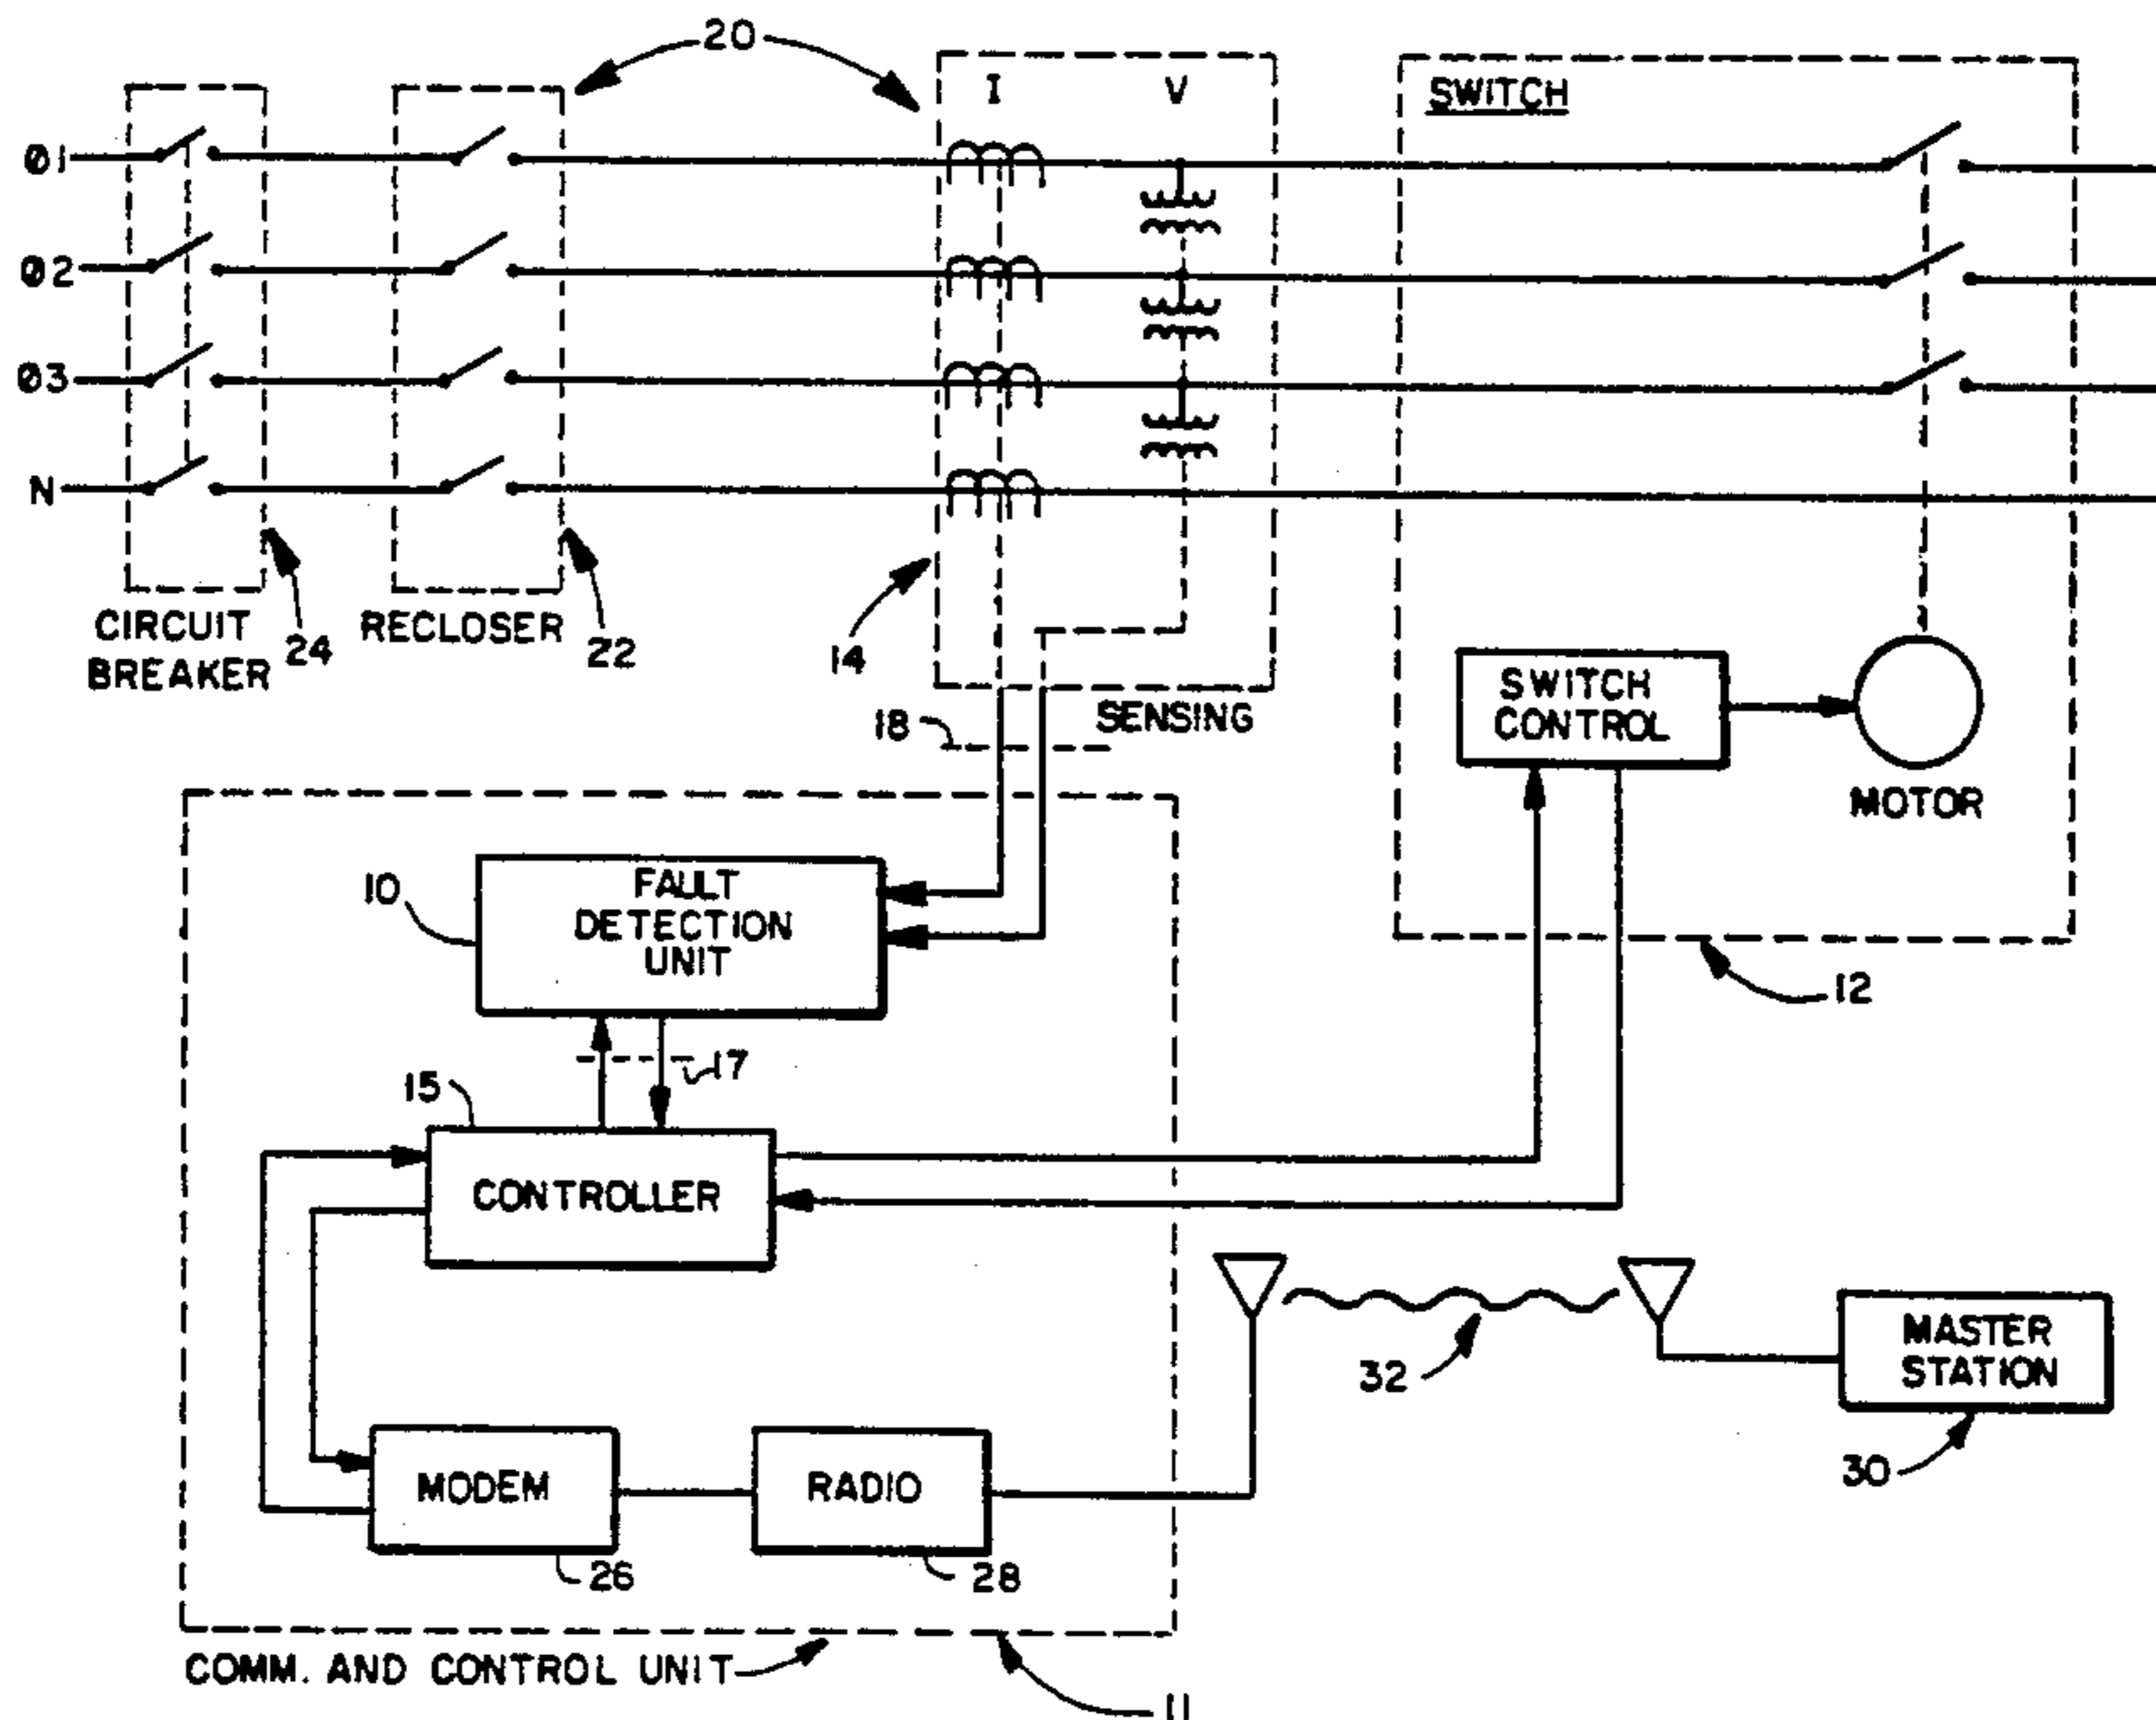 20
I V
SWITCH
Ø1
Ø2
Ø3
N
CIRCUIT
BREAKER
24
RECLOSER
22
14
SENSING
18
SWITCH
CONTROL
MOTOR
12
10
FAULT
DETECTION
UNIT
17
15
CONTROLLER
32
MASTER
STATION
30
MODEM
26
RADIO
28
COMM. AND CONTROL UNIT
11